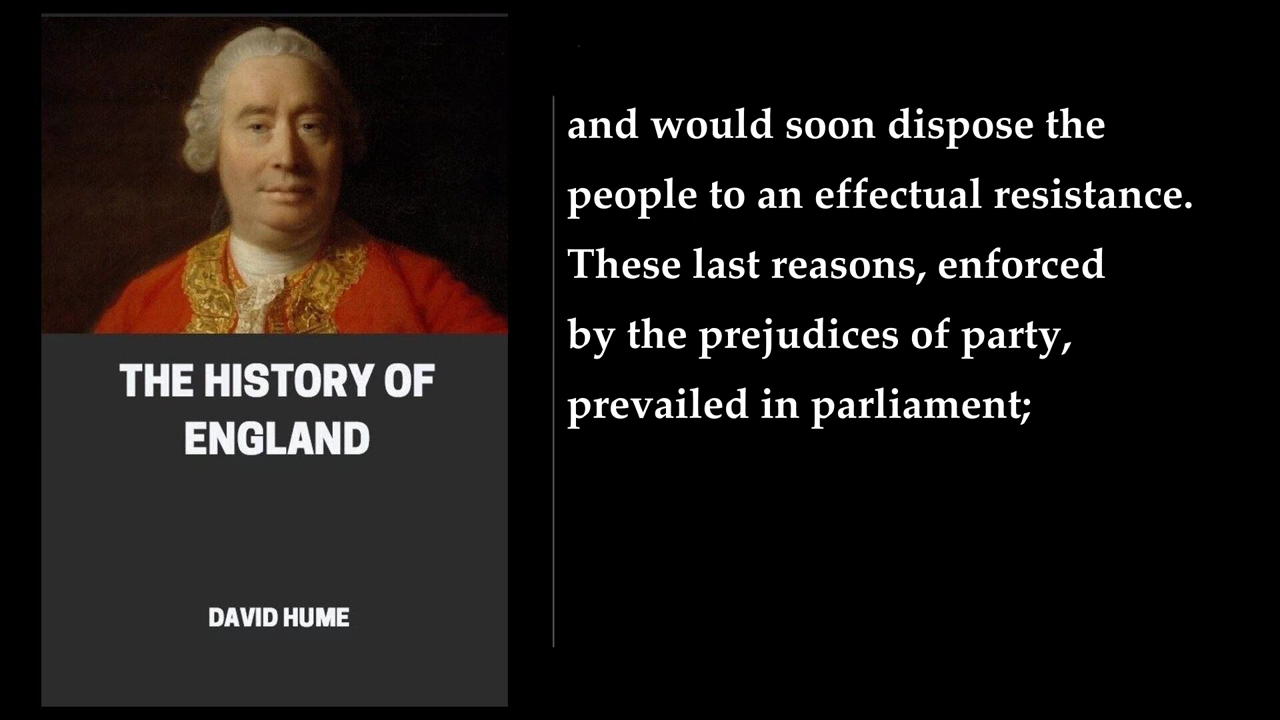 THE HISTORY OF
ENGLAND
DAVID HUME
and would soon dispose the
people to an effectual resistance.
These last reasons, enforced
by the prejudices of party,
prevailed in parliament;